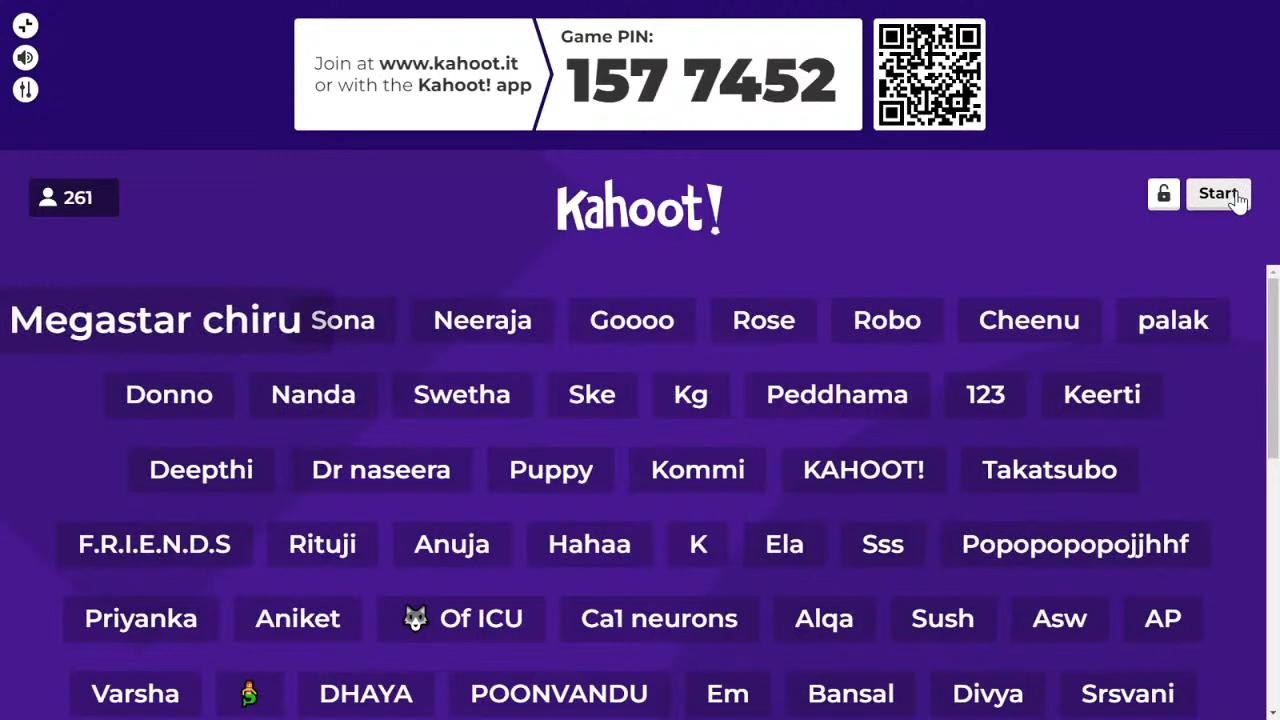 Join at www.kahoot.it
or with the Kahoot! app
Game PIN:
157 7452
261
Kahoot!
Start
Megastar chiru Sona Neeraja Goooo Rose Robo Cheenu palak
Donno Nanda Swetha Ske Kg Peddhama 123 Keerti
Deepthi Dr naseera Puppy Kommi KAHOOT! Takatsubo
F.R.I.E.N.D.S Rituji Anuja Hahaa K Ela Sss Popopopopojjhhf
Priyanka Aniket 🐺 Of ICU Ca1 neurons Alqa Sush Asw AP
Varsha DHAYA POONVANDU Em Bansal Divya Srsvani